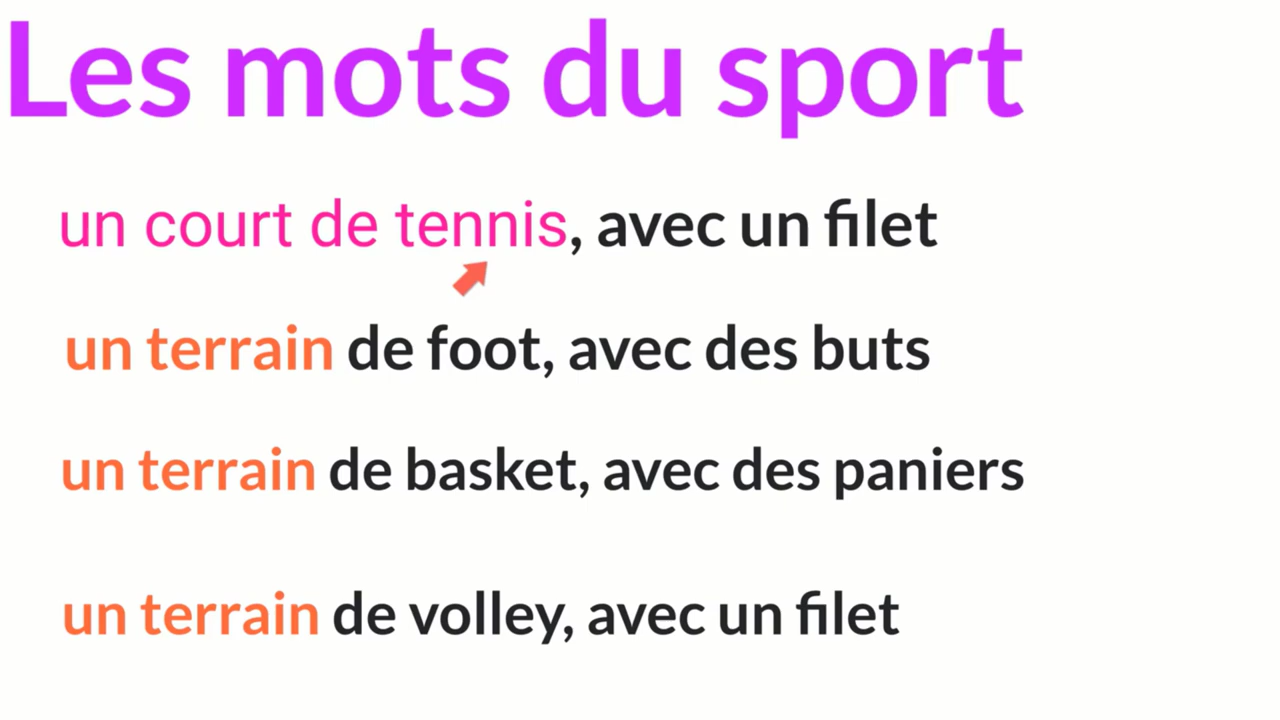 Les mots du sport
un court de tennis, avec un filet
un terrain de foot, avec des buts
un terrain de basket, avec des paniers
un terrain de volley, avec un filet